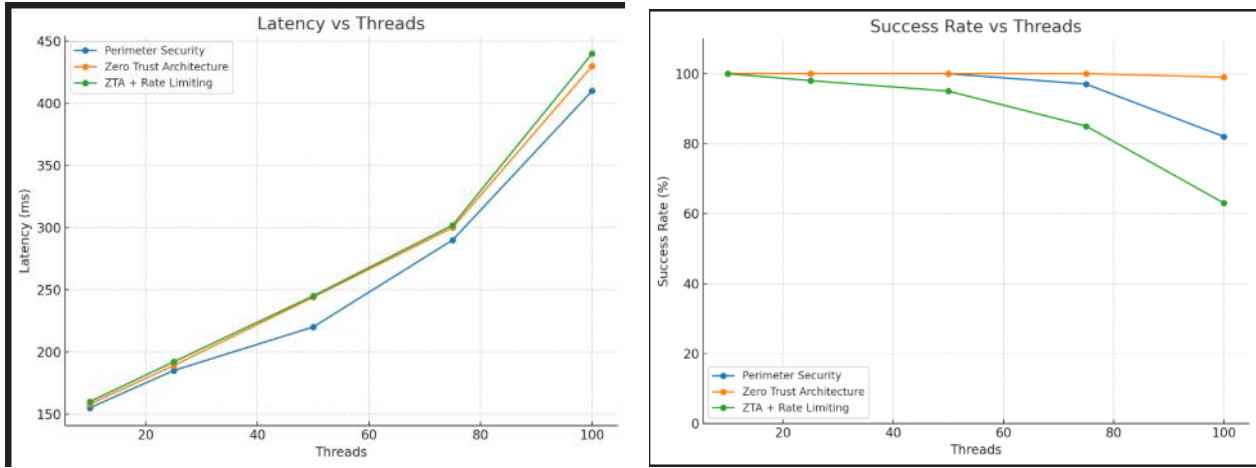 Latency vs Threads
450
400
350
300
250
200
150
Latency (ms)
Perimeter Security
Zero Trust Architecture
ZTA + Rate Limiting
20
40
60
80
100
Threads
Success Rate vs Threads
100
80
60
40
20
0
Success Rate (%)
Perimeter Security
Zero Trust Architecture
ZTA + Rate Limiting
20
40
60
80
100
Threads